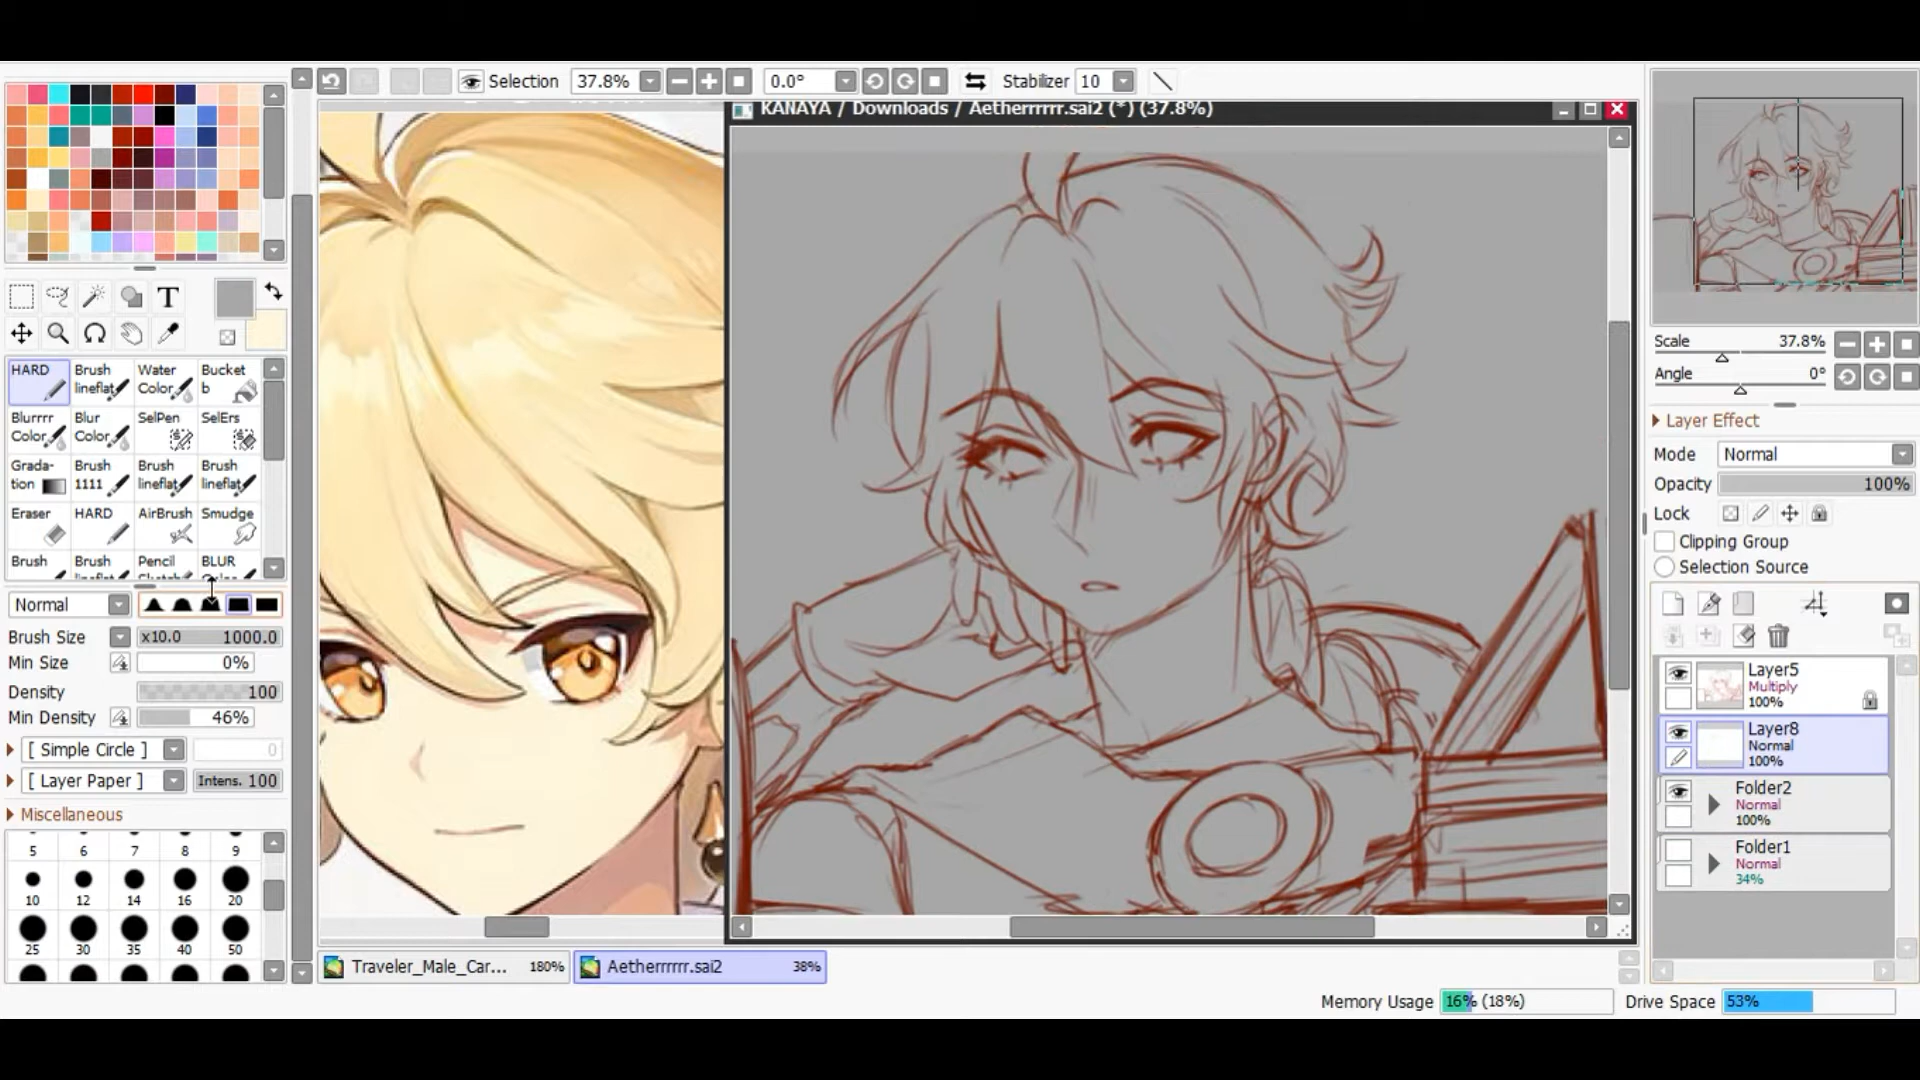 Selection 37.8% 0.0° Stabilizer 10
KANAYA / Downloads / Aetherrrrrr.sai2 (*) (37.8%)
T
HARD Brush lineflat Water Color Bucket b
Blurrrr Color Blur Color SelPen SelErs
Grada-tion Brush 1111 Brush lineflat Brush lineflat
Eraser HARD AirBrush Smudge
Brush Brush lineflat Pencil BLUR
Normal
Brush Size x10.0 1000.0
Min Size 0%
Density 100
Min Density 46%
[ Simple Circle ] 0
[ Layer Paper ] Intens. 100
Miscellaneous
5 6 7 8 9
10 12 14 16 20
25 30 35 40 50
Traveler_Male_Car... 180% Aetherrrrrr.sai2 38%
Scale 37.8%
Angle 0°
Layer Effect
Mode Normal
Opacity 100%
Lock
Clipping Group
Selection Source
Layer5
Multiply
100%
Layer8
Normal
100%
Folder2
Normal
100%
Folder1
Normal
34%
Memory Usage 16% (18%) Drive Space 53%